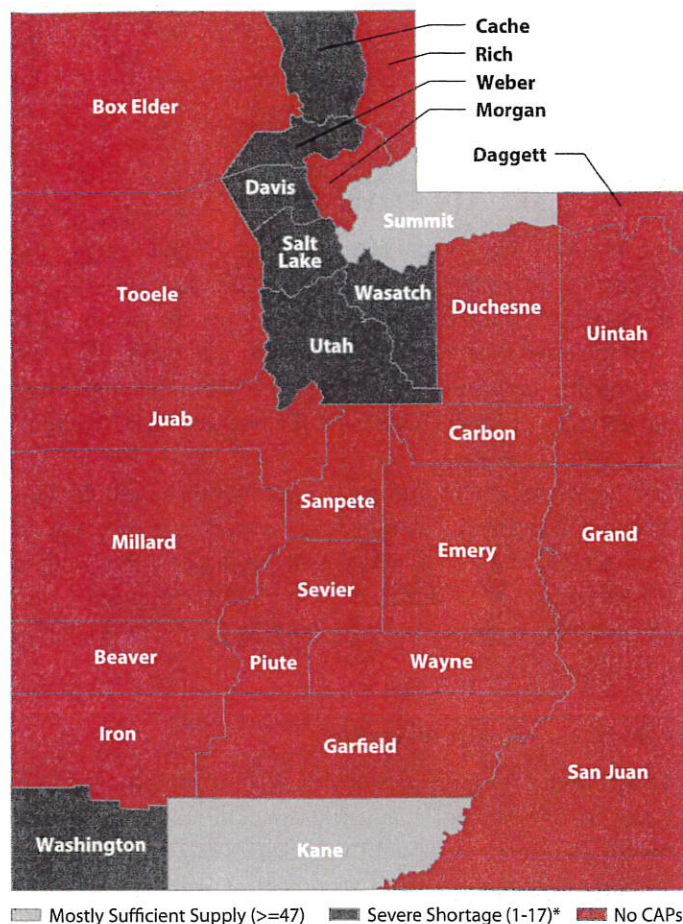 Cache
Rich
Weber
Morgan
Box Elder
Daggett
Davis
Summit
Salt
Lake
Wasatch
Tooele
Duchesne
Uintah
Utah
Juab
Carbon
Sanpete
Millard
Emery
Grand
Sevier
Beaver
Piute
Wayne
Iron
Garfield
San Juan
Washington
Kane
Mostly Sufficient Supply (>=47)
Severe Shortage (1-17)*
No CAPs